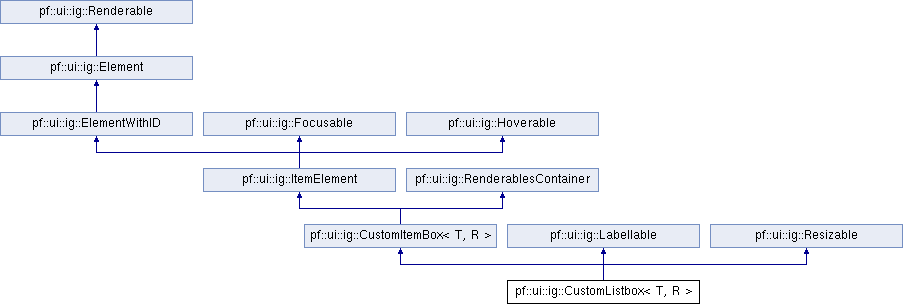 pf::ui::ig::Renderable
pf::ui::ig::Element
pf::ui::ig::ElementWithID
pf::ui::ig::Focusable
pf::ui::ig::Hoverable
pf::ui::ig::ItemElement
pf::ui::ig::RenderablesContainer
pf::ui::ig::CustomItemBox< T, R >
pf::ui::ig::Labellable
pf::ui::ig::Resizable
pf::ui::ig::CustomListbox< T, R >